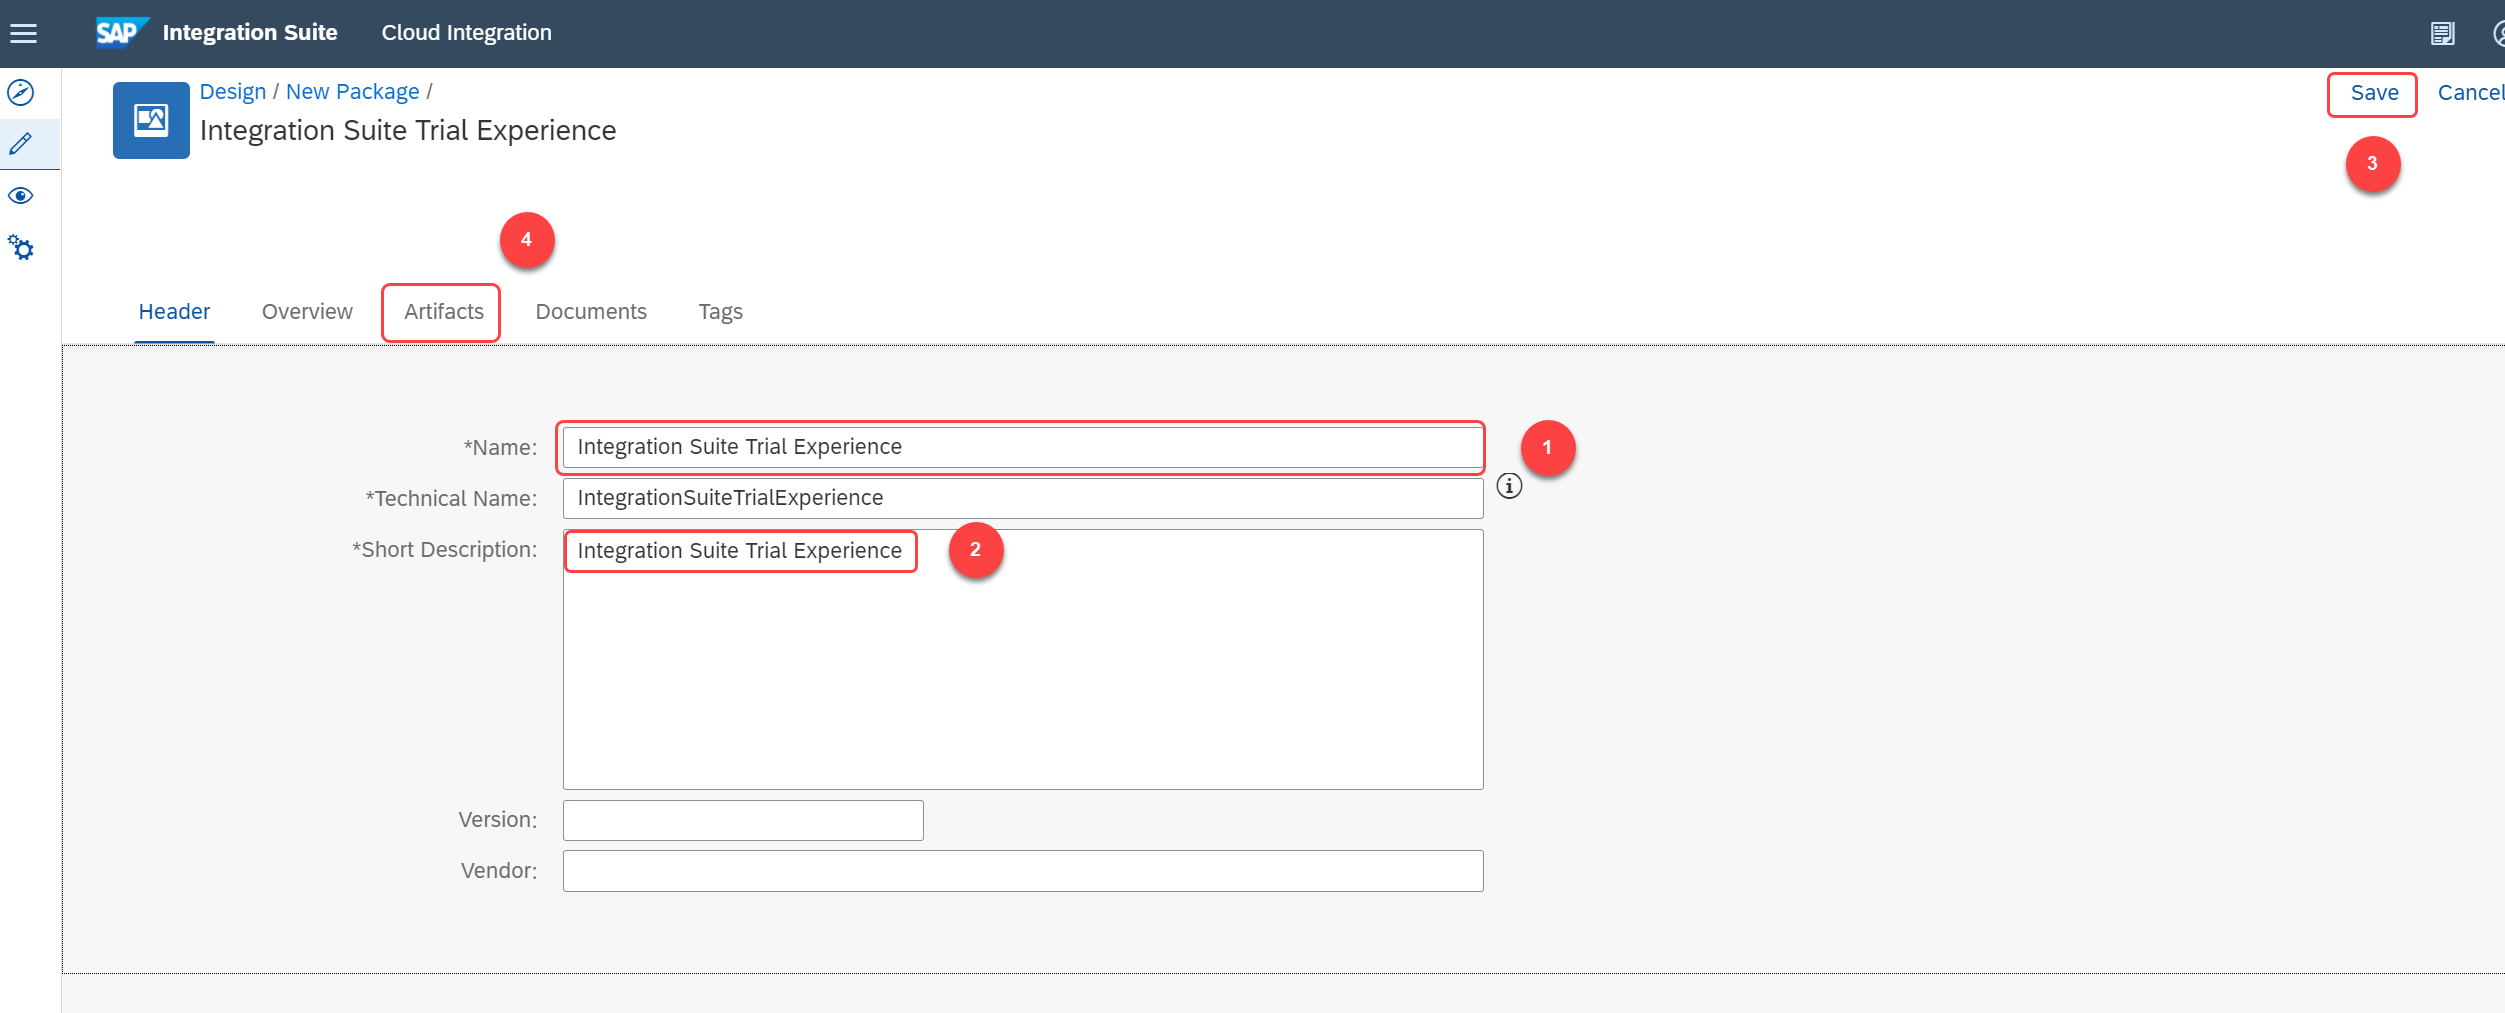 SAP Integration Suite Cloud Integration
Design / New Package /
Integration Suite Trial Experience
Save Cancel
3
4
Header Overview Artifacts Documents Tags
*Name: Integration Suite Trial Experience 1
*Technical Name: IntegrationSuiteTrialExperience
*Short Description: Integration Suite Trial Experience 2
Version:
Vendor: